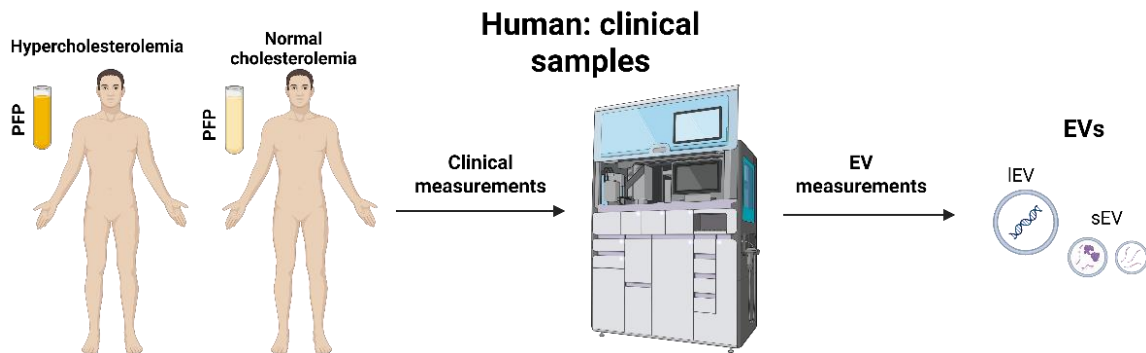 Human: clinical
samples
Hypercholesterolemia
Normal
cholesterolemia
PFP
PFP
Clinical
measurements
EV
measurements
EVs
lEV
sEV